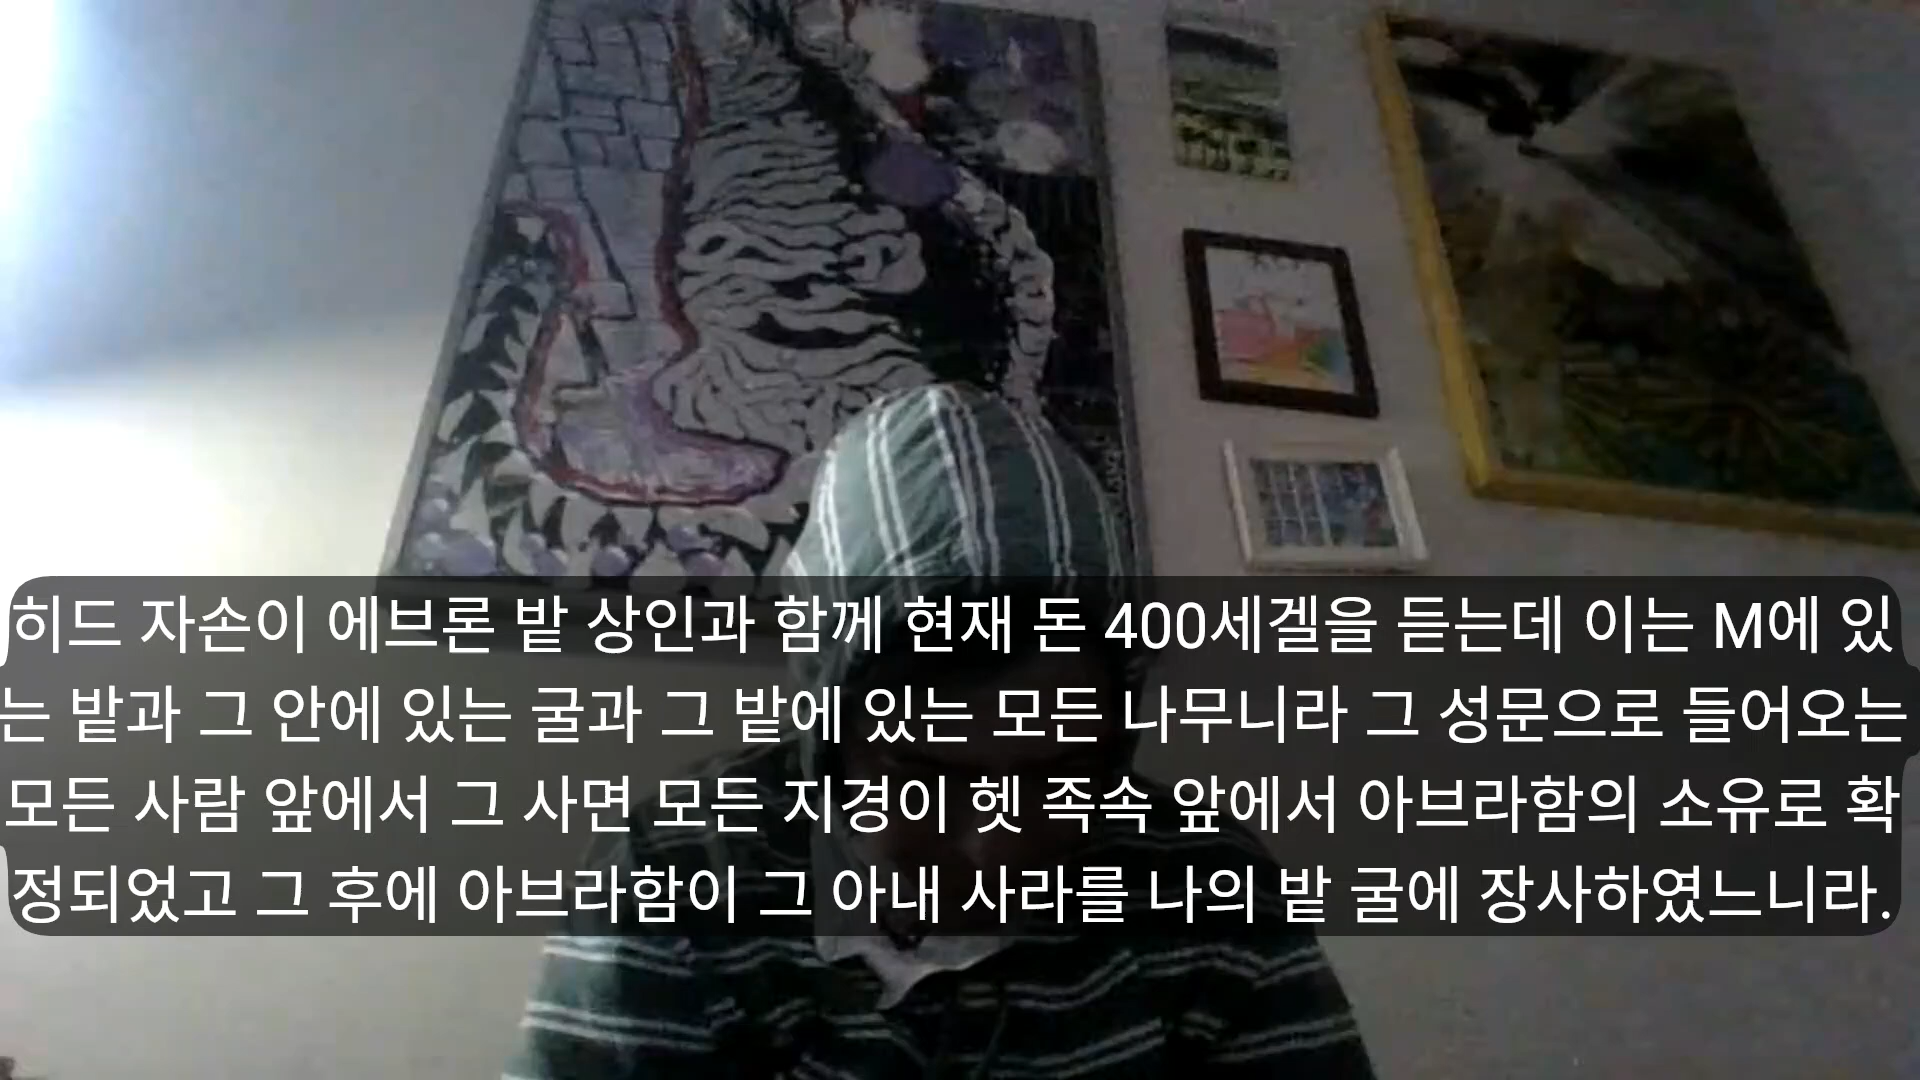 히드 자손이 에브론 밭 상인과 함께 현재 돈 400세겔을 듣는데 이는 M에 있
는 밭과 그 안에 있는 굴과 그 밭에 있는 모든 나무니라 그 성문으로 들어오는
모든 사람 앞에서 그 사면 모든 지경이 헷 족속 앞에서 아브라함의 소유로 확
정되었고 그 후에 아브라함이 그 아내 사라를 나의 밭 굴에 장사하였느니라.